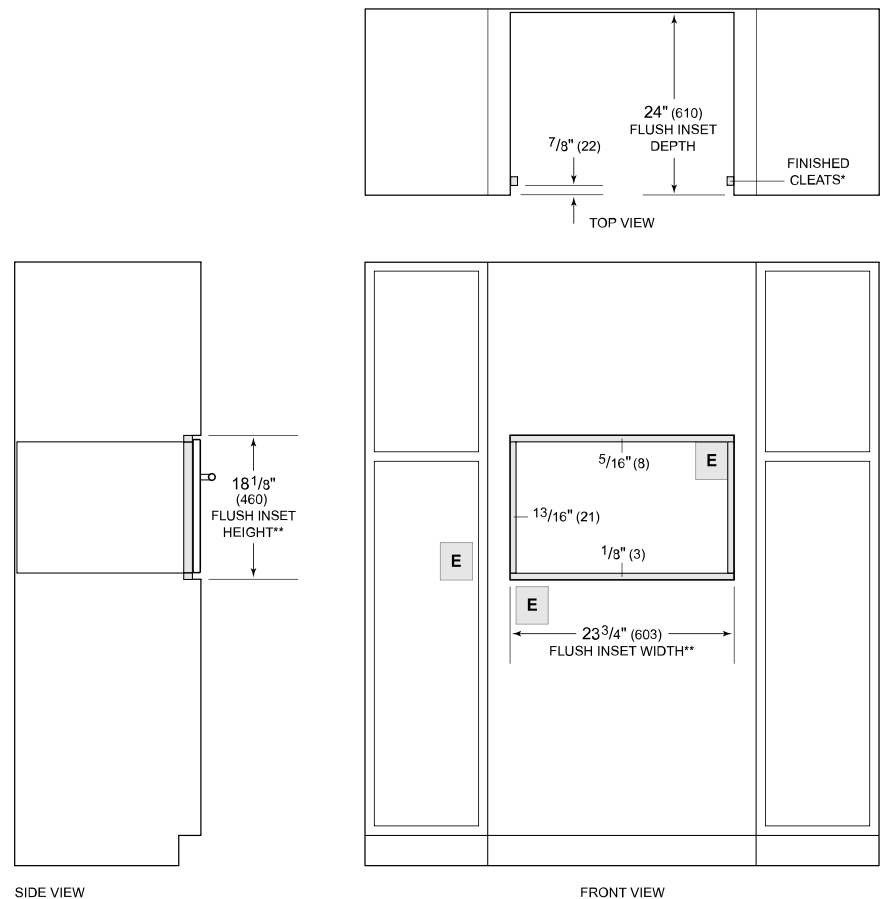 24" (610)
FLUSH INSET
DEPTH
7/8" (22)
FINISHED
CLEATS*
TOP VIEW
18 1/8"
(460)
FLUSH INSET
HEIGHT**
5/16" (8)
E
13/16" (21)
1/8" (3)
E
E
23 3/4" (603)
FLUSH INSET WIDTH**
SIDE VIEW
FRONT VIEW